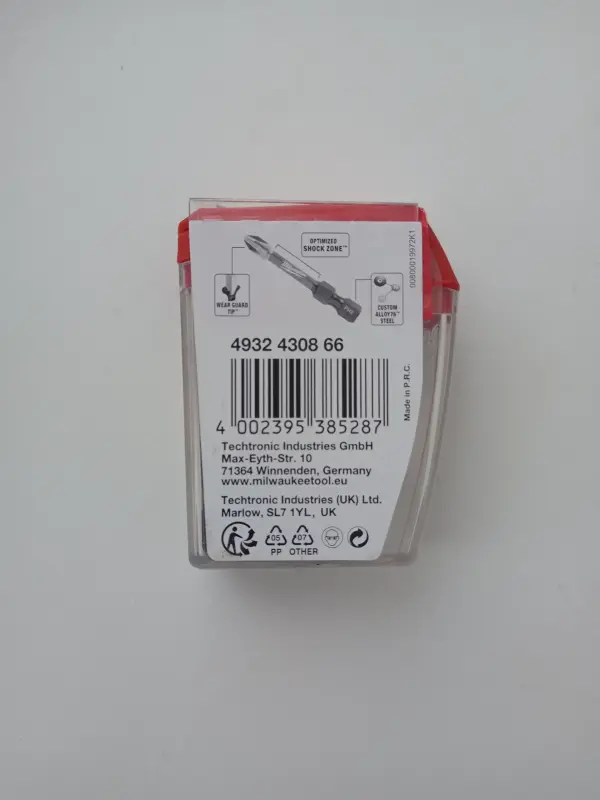 OPTIMIZED
SHOCK ZONE™
WEAR GUARD
TIP™
CUSTOM
ALLOY76™
STEEL
00800019972K1
4932 4308 66
Made in P.R.C.
4 002395 385287
Techtronic Industries GmbH
Max-Eyth-Str. 10
71364 Winnenden, Germany
www.milwaukeetool.eu
Techtronic Industries (UK) Ltd.
Marlow, SL7 1YL, UK
05
07
PP OTHER